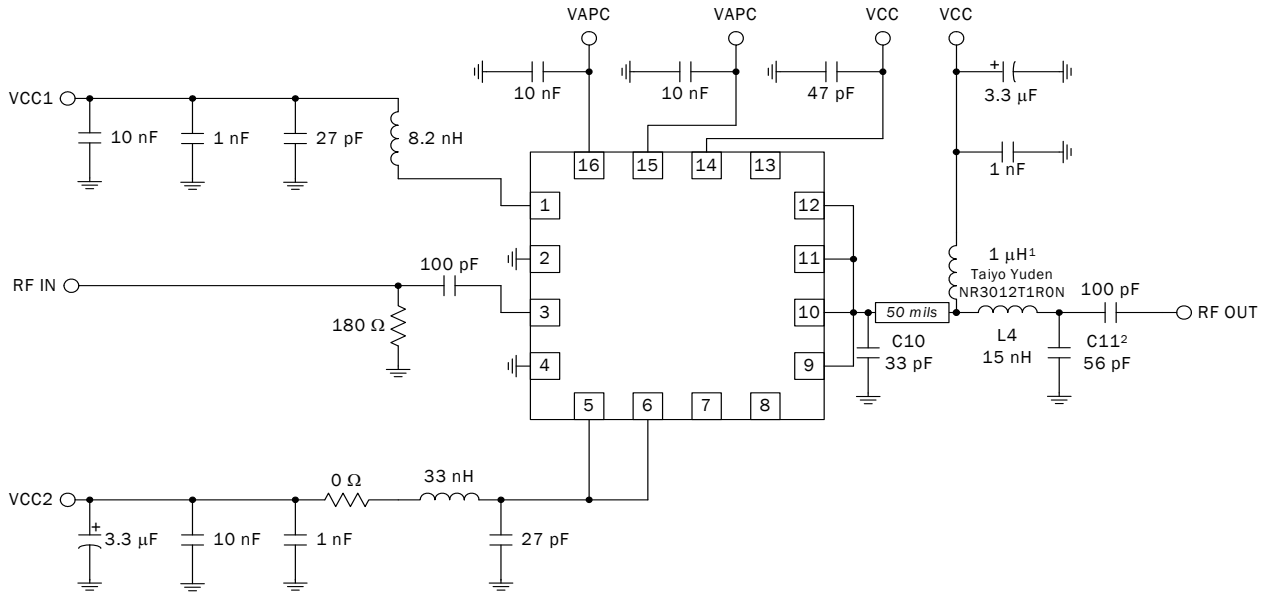 VAPC
VAPC
VCC
VCC
10 nF
10 nF
47 pF
+
3.3 µF
VCC1
10 nF
1 nF
27 pF
8.2 nH
1 nF
16
15
14
13
1
2
3
4
12
11
10
9
5
6
7
8
RF IN
100 pF
180 Ω
50 mils
C10
33 pF
1 µH¹
Taiyo Yuden
NR3012T1R0N
L4
15 nH
100 pF
C11²
56 pF
RF OUT
VCC2
+
3.3 µF
10 nF
1 nF
0 Ω
33 nH
27 pF